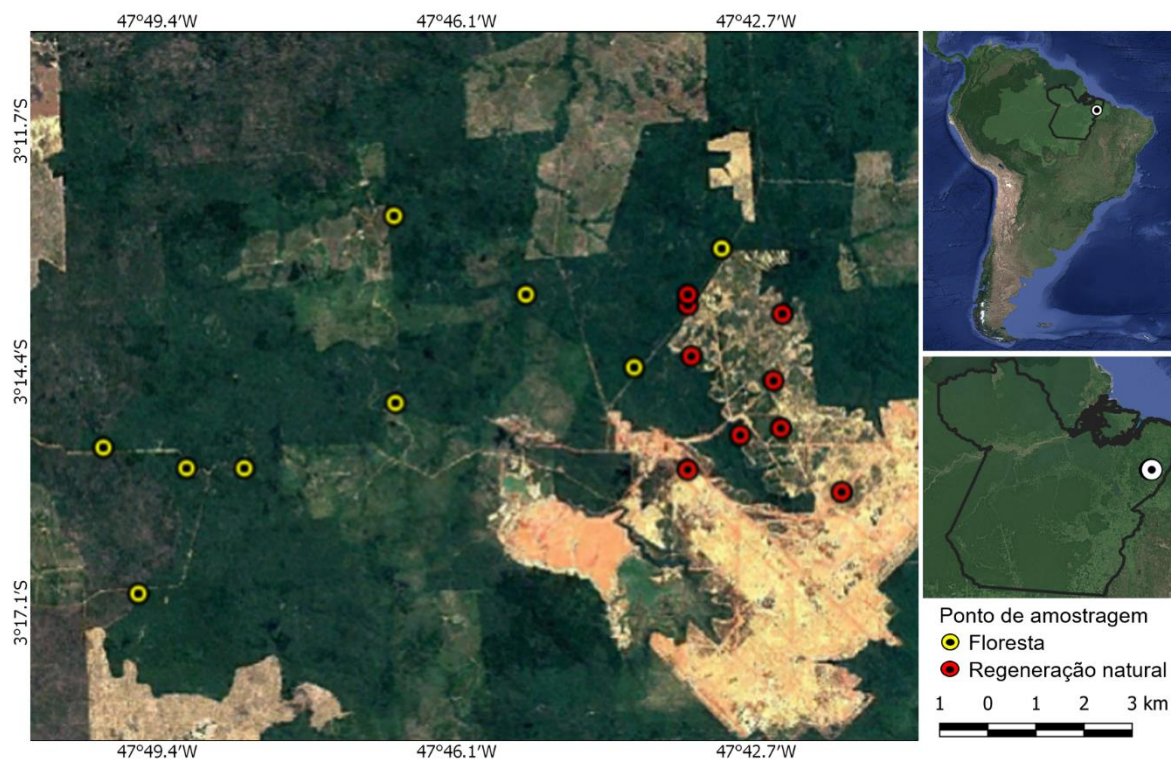 47°49.4′W 47°46.1′W 47°42.7′W
3°11.7′S
3°14.4′S
3°17.1′S
47°49.4′W 47°46.1′W 47°42.7′W
Ponto de amostragem
Floresta
Regeneração natural
1 0 1 2 3 km